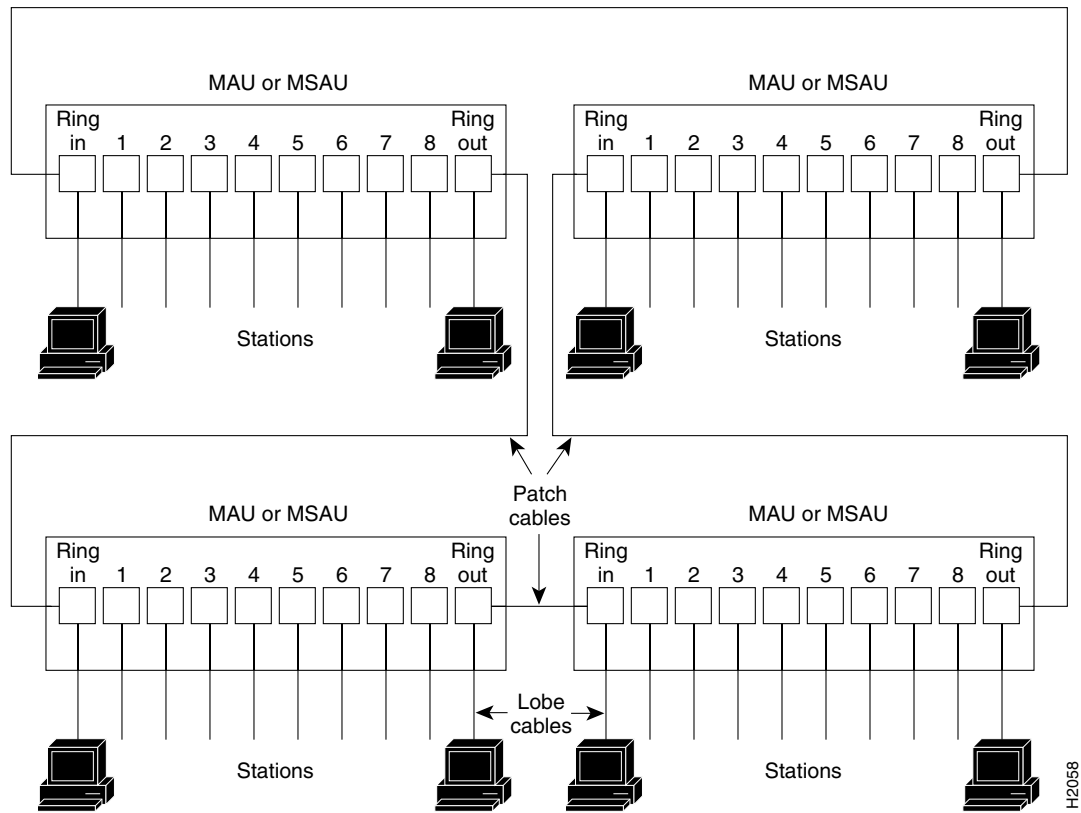 MAU or MSAU
Ring in 1 2 3 4 5 6 7 8 Ring out
Stations
MAU or MSAU
Ring in 1 2 3 4 5 6 7 8 Ring out
Stations
Patch
cables
MAU or MSAU
Ring in 1 2 3 4 5 6 7 8 Ring out
Stations
MAU or MSAU
Ring in 1 2 3 4 5 6 7 8 Ring out
Stations
Lobe
cables
H2058